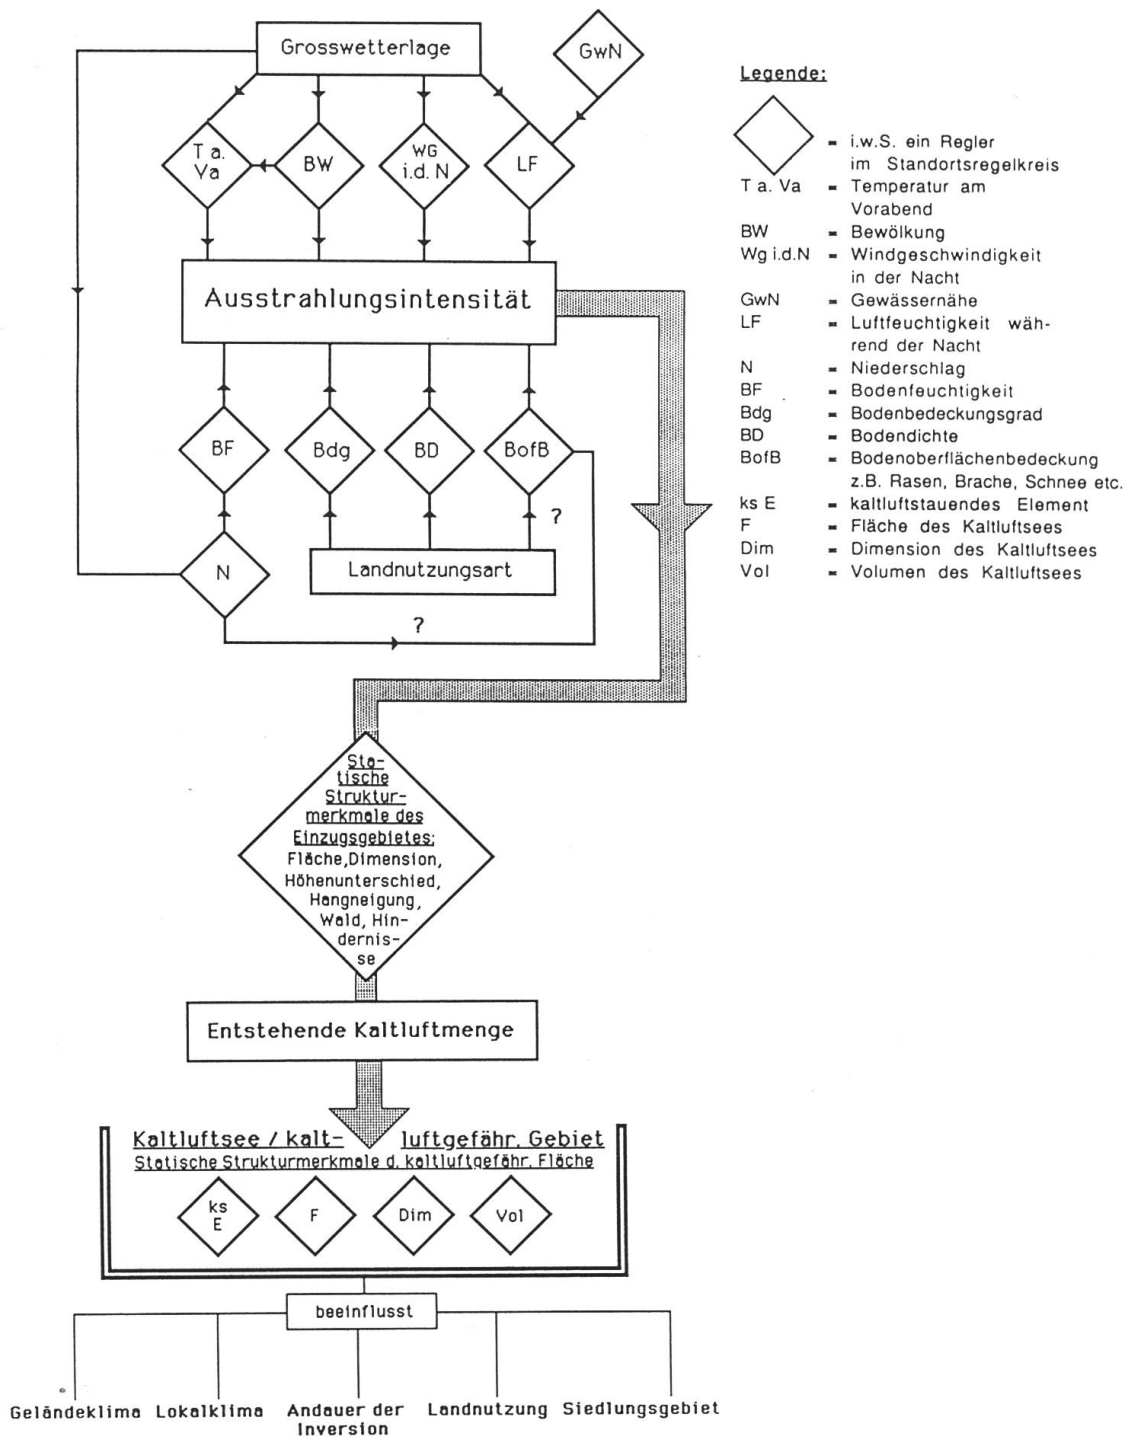 Grosswetterlage
GwN
T a.
Va
BW
WG
i.d. N
LF
Ausstrahlungsintensität
BF
Bdg
BD
BofB
?
N
Landnutzungsart
?
Legende:
= i.w.S. ein Regler
im Standortsregelkreis
T a. Va = Temperatur am
Vorabend
BW = Bewölkung
Wg i.d.N = Windgeschwindigkeit
in der Nacht
GwN = Gewässernähe
LF = Luftfeuchtigkeit wäh-
rend der Nacht
N = Niederschlag
BF = Bodenfeuchtigkeit
Bdg = Bodenbedeckungsgrad
BD = Bodendichte
BofB = Bodenoberflächenbedeckung
z.B. Rasen, Brache, Schnee etc.
ks E = kaltluftstauendes Element
F = Fläche des Kaltluftsees
Dim = Dimension des Kaltluftsees
Vol = Volumen des Kaltluftsees
Sta-
tische
Struktur-
merkmale des
Einzugsgebietes:
Fläche,Dimension,
Höhenunterschied,
Hangneigung,
Wald, Hin-
dernis-
se
Entstehende Kaltluftmenge
Kaltluftsee / kalt- luftgefähr. Gebiet
Statische Strukturmerkmale d. kaltluftgefähr. Fläche
ks
E
F
Dim
Vol
beeinflusst
Geländeklima
Lokalklima
Andauer der
Inversion
Landnutzung
Siedlungsgebiet